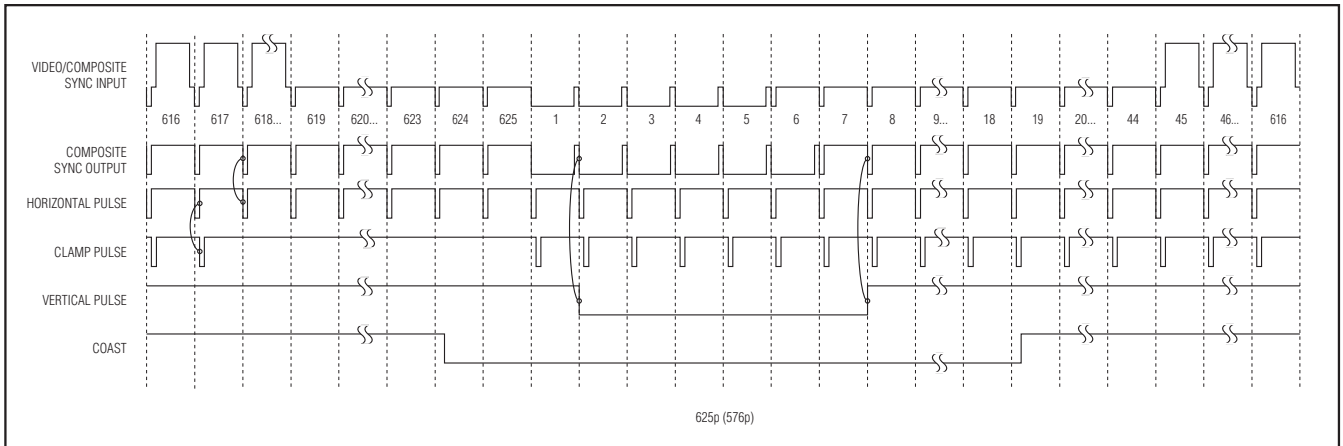 VIDEO/COMPOSITE
SYNC INPUT
616 617 618... 619 620... 623 624 625 1 2 3 4 5 6 7 8 9... 18 19 20... 44 45 46... 616
COMPOSITE
SYNC OUTPUT
HORIZONTAL PULSE
CLAMP PULSE
VERTICAL PULSE
COAST
625p (576p)